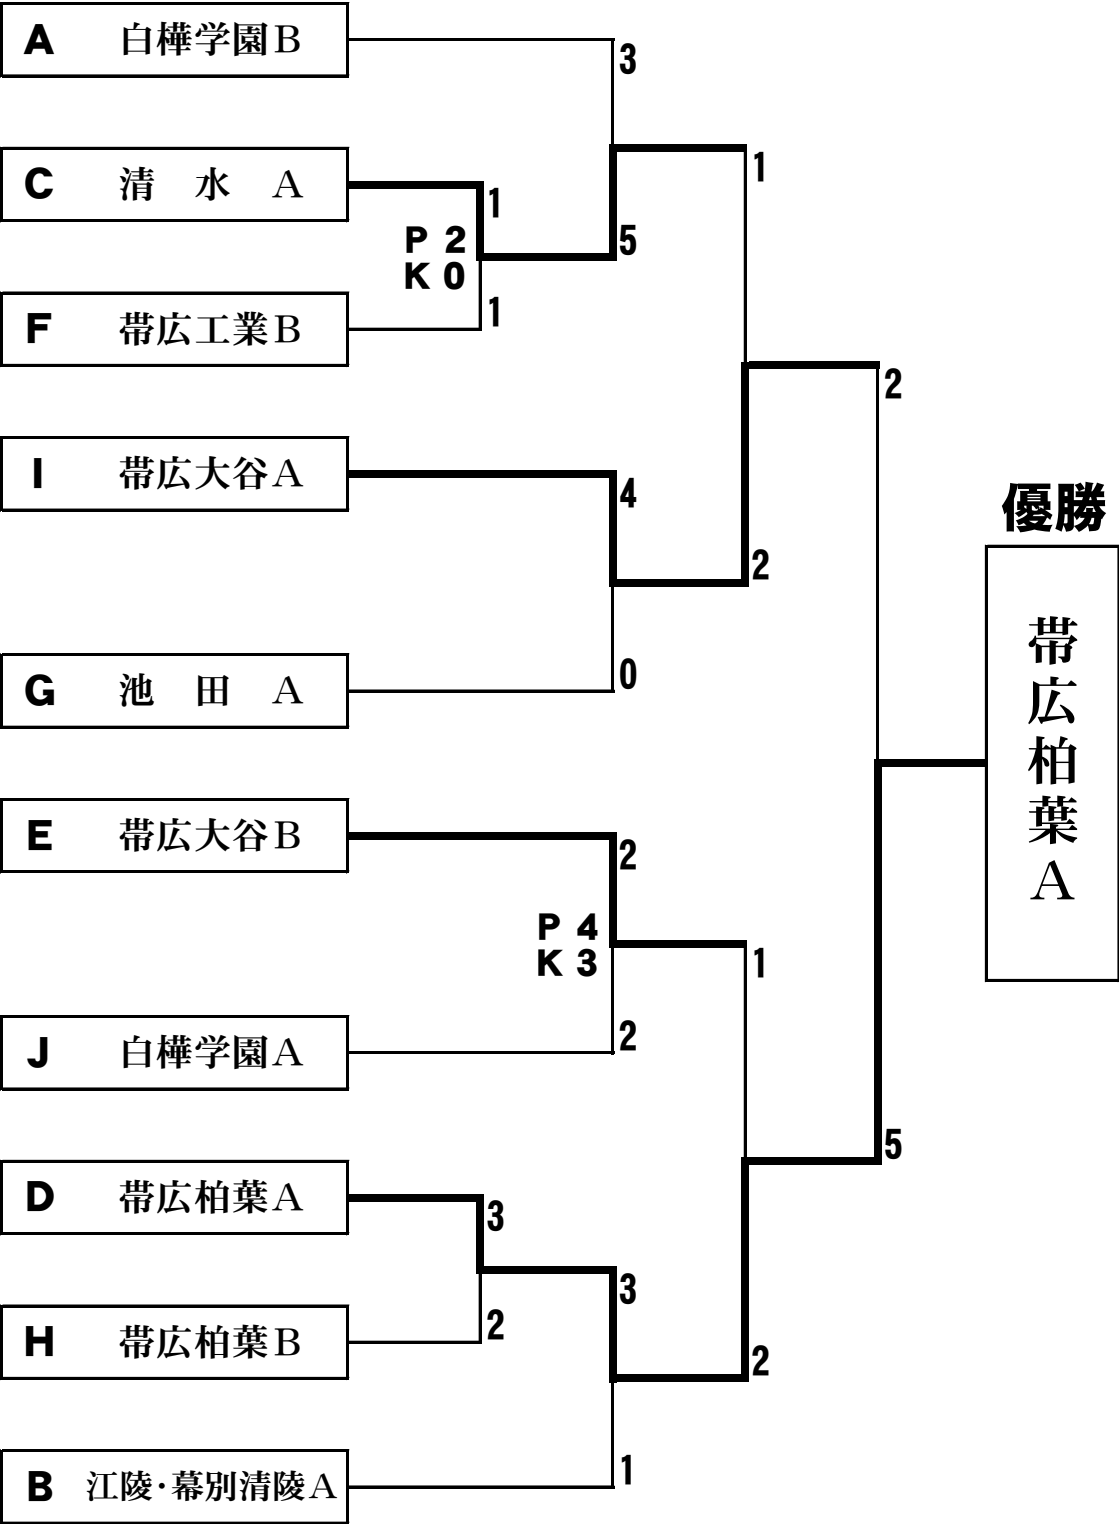 A 白樺学園B
3
1
C 清 水 A
1
P 2
K 0
5
F 帯広工業B
1
2
I 帯広大谷A
4
優勝
2
帯広柏葉A
G 池 田 A
0
E 帯広大谷B
2
P 4
K 3
1
J 白樺学園A
2
5
D 帯広柏葉A
3
3
H 帯広柏葉B
2
2
B 江陵・幕別清陵A
1